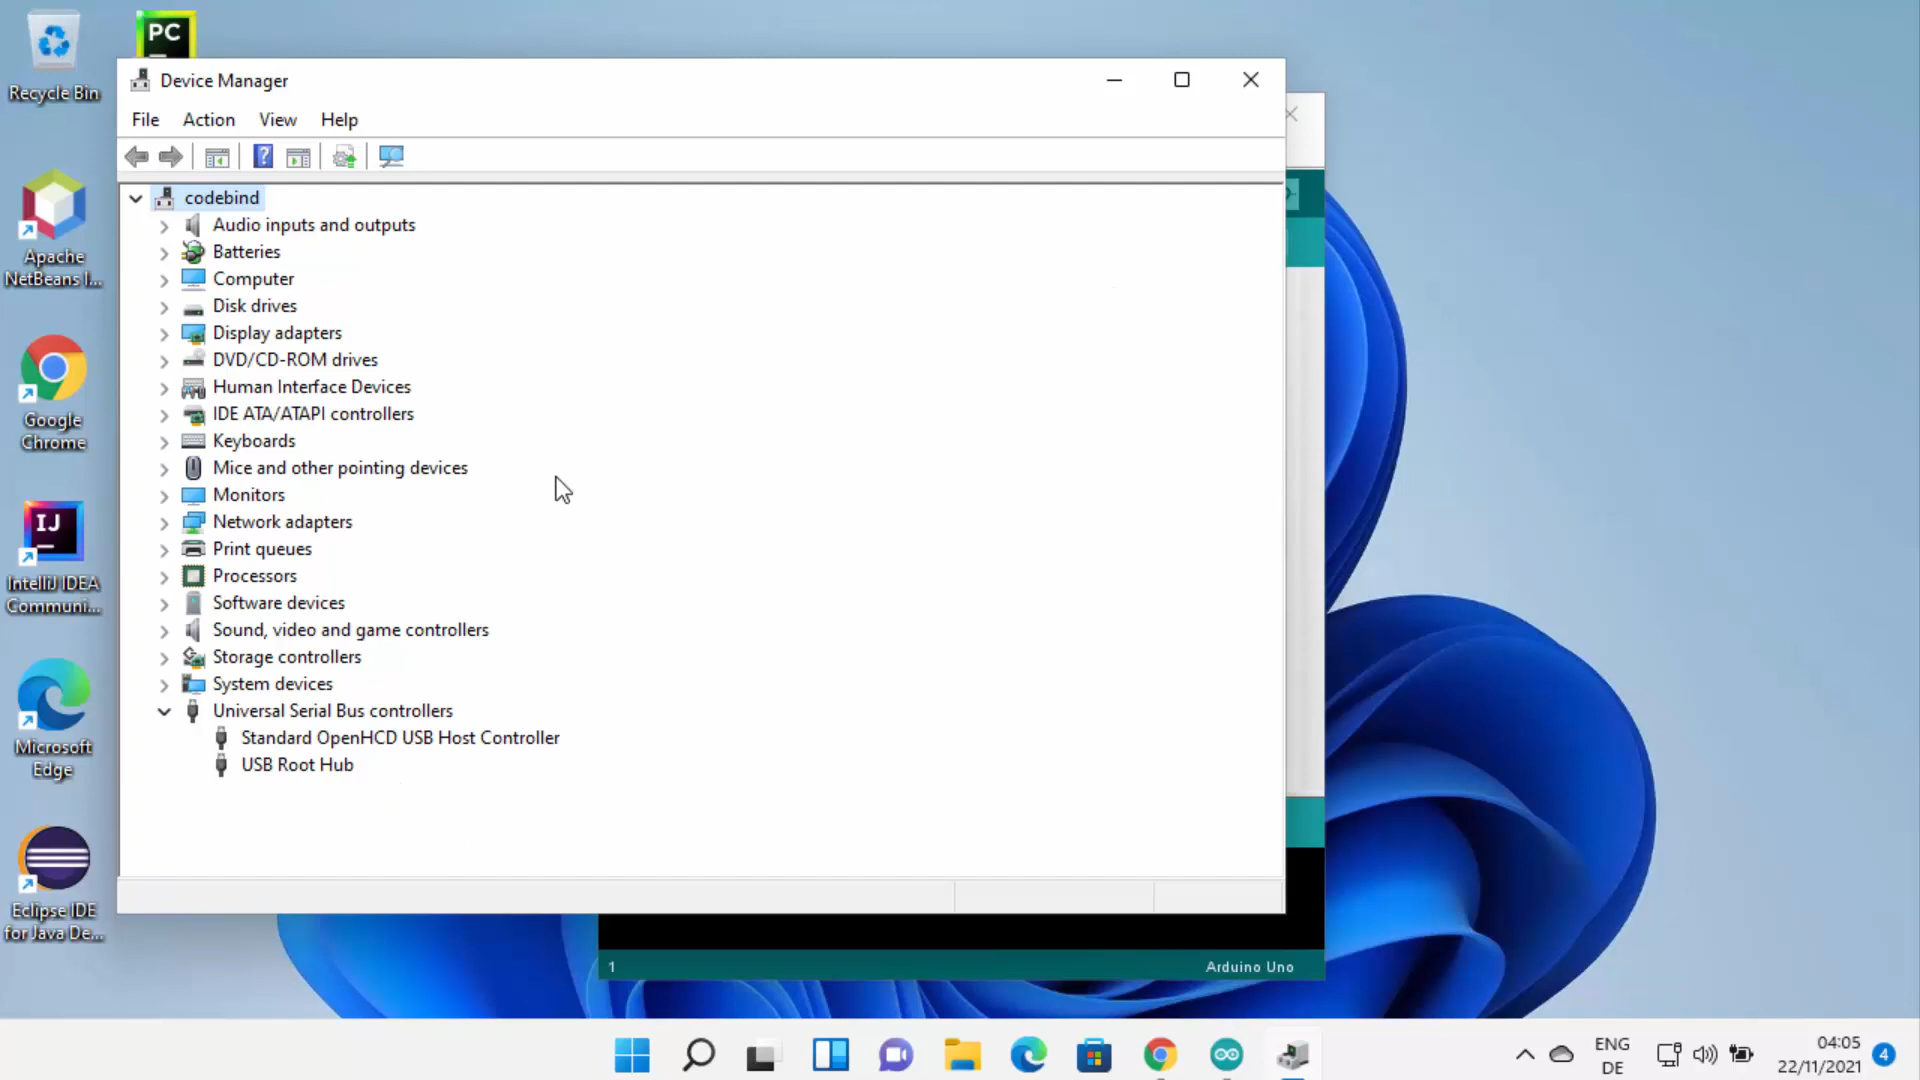 Recycle Bin
PC
Apache
NetBeans I...
Google
Chrome
IJ
IntelliJ IDEA
Communi...
Microsoft
Edge
Eclipse IDE
for Java De...
Device Manager
File Action View Help
codebind
Audio inputs and outputs
Batteries
Computer
Disk drives
Display adapters
DVD/CD-ROM drives
Human Interface Devices
IDE ATA/ATAPI controllers
Keyboards
Mice and other pointing devices
Monitors
Network adapters
Print queues
Processors
Software devices
Sound, video and game controllers
Storage controllers
System devices
Universal Serial Bus controllers
Standard OpenHCD USB Host Controller
USB Root Hub
1 Arduino Uno
ENG
DE
04:05
22/11/2021
4